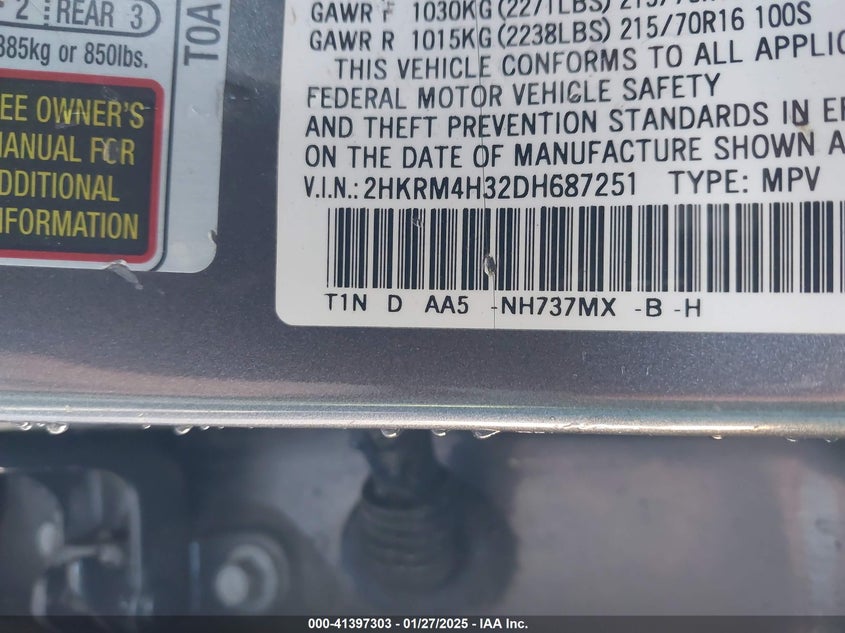 2 REAR 3
385kg or 850lbs.
TOA
EE OWNER'S
MANUAL FOR
ADDITIONAL
INFORMATION
GAWR F 1030KG (2271LBS)
GAWR R 1015KG (2238LBS) 215/70R16 100S
THIS VEHICLE CONFORMS TO ALL APPLIC
FEDERAL MOTOR VEHICLE SAFETY
AND THEFT PREVENTION STANDARDS IN EF
ON THE DATE OF MANUFACTURE SHOWN A
V.I.N.: 2HKRM4H32DH687251 TYPE: MPV
T1N D AA5 -NH737MX -B -H
000-41397303 — 01/27/2025 — IAA Inc.